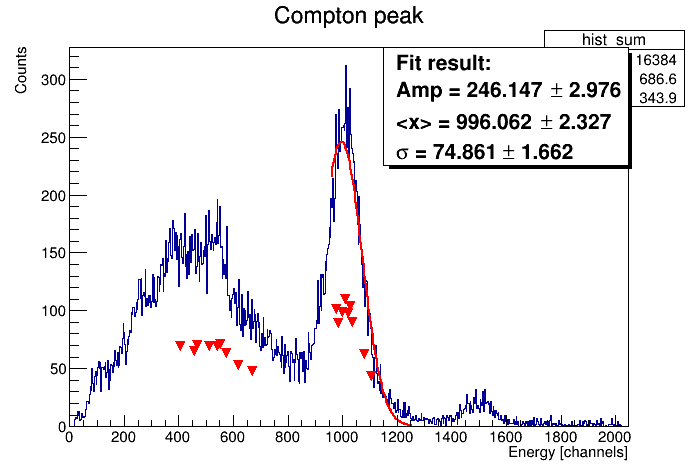 Compton peak
hist_sum
16384
686.6
343.9
Fit result:
Amp = 246.147 ± 2.976
<x> = 996.062 ± 2.327
σ = 74.861 ± 1.662
Counts
300
250
200
150
100
50
0
0 200 400 600 800 1000 1200 1400 1600 1800 2000
Energy [channels]